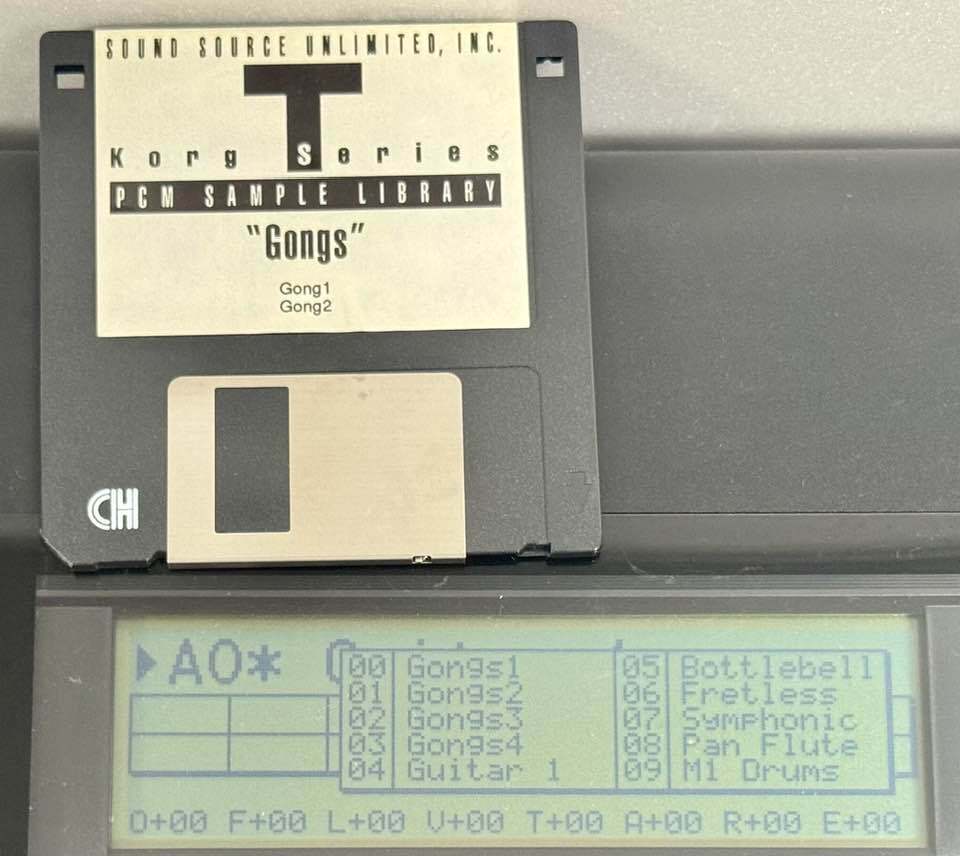 SOUND SOURCE UNLIMITED, INC.
T
Korg Series
PCM SAMPLE LIBRARY
"Gongs"
Gong1
Gong2
CH
A0*
00 Gongs1 05 Bottlebell
01 Gongs2 06 Fretless
02 Gongs3 07 Symphonic
03 Gongs4 08 Pan Flute
04 Guitar 1 09 M1 Drums
O+00 F+00 L+00 V+00 T+00 A+00 R+00 E+00